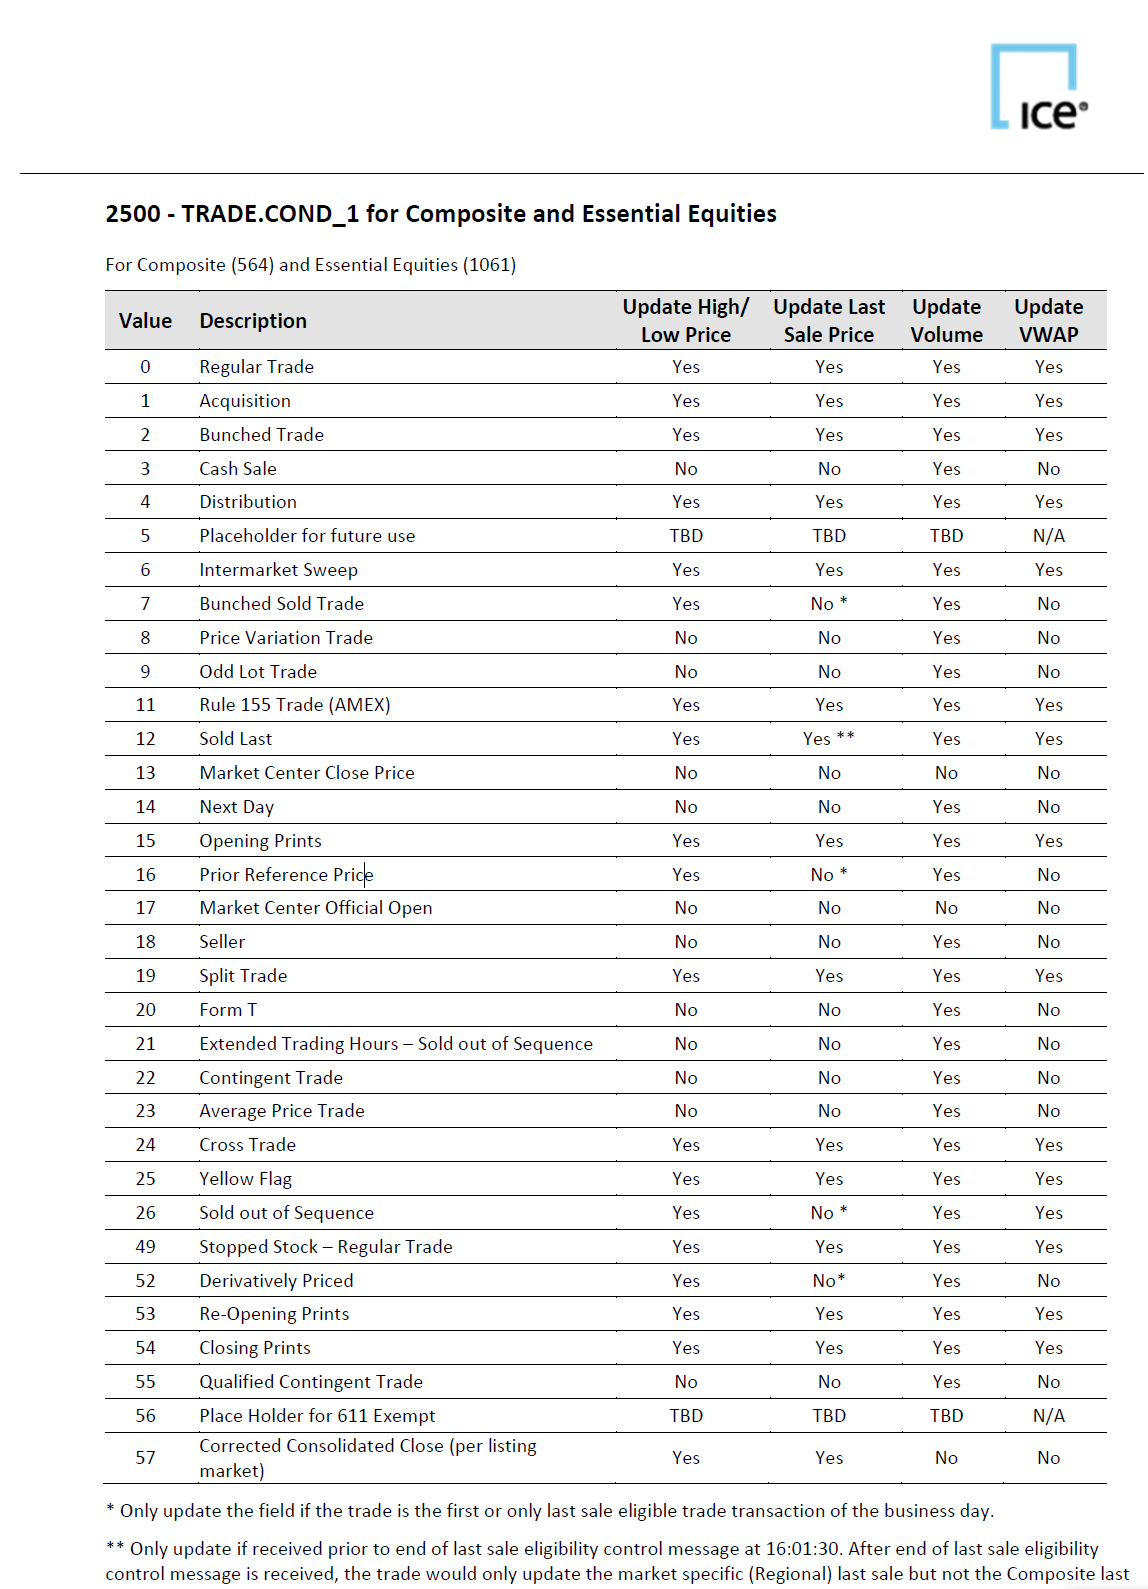 ice
2500 - TRADE.COND_1 for Composite and Essential Equities
For Composite (564) and Essential Equities (1061)
Value Description Update High/ Low Price Update Last Sale Price Update Volume Update VWAP
0 Regular Trade Yes Yes Yes Yes
1 Acquisition Yes Yes Yes Yes
2 Bunched Trade Yes Yes Yes Yes
3 Cash Sale No No Yes No
4 Distribution Yes Yes Yes Yes
5 Placeholder for future use TBD TBD TBD N/A
6 Intermarket Sweep Yes Yes Yes Yes
7 Bunched Sold Trade Yes No * Yes No
8 Price Variation Trade No No Yes No
9 Odd Lot Trade No No Yes No
11 Rule 155 Trade (AMEX) Yes Yes Yes Yes
12 Sold Last Yes Yes ** Yes Yes
13 Market Center Close Price No No No No
14 Next Day No No Yes No
15 Opening Prints Yes Yes Yes Yes
16 Prior Reference Price Yes No * Yes No
17 Market Center Official Open No No No No
18 Seller No No Yes No
19 Split Trade Yes Yes Yes Yes
20 Form T No No Yes No
21 Extended Trading Hours – Sold out of Sequence No No Yes No
22 Contingent Trade No No Yes No
23 Average Price Trade No No Yes No
24 Cross Trade Yes Yes Yes Yes
25 Yellow Flag Yes Yes Yes Yes
26 Sold out of Sequence Yes No * Yes Yes
49 Stopped Stock – Regular Trade Yes Yes Yes Yes
52 Derivatively Priced Yes No* Yes No
53 Re-Opening Prints Yes Yes Yes Yes
54 Closing Prints Yes Yes Yes Yes
55 Qualified Contingent Trade No No Yes No
56 Place Holder for 611 Exempt TBD TBD TBD N/A
57 Corrected Consolidated Close (per listing market) Yes Yes No No
* Only update the field if the trade is the first or only last sale eligible trade transaction of the business day.
** Only update if received prior to end of last sale eligibility control message at 16:01:30. After end of last sale eligibility
control message is received, the trade would only update the market specific (Regional) last sale but not the Composite last